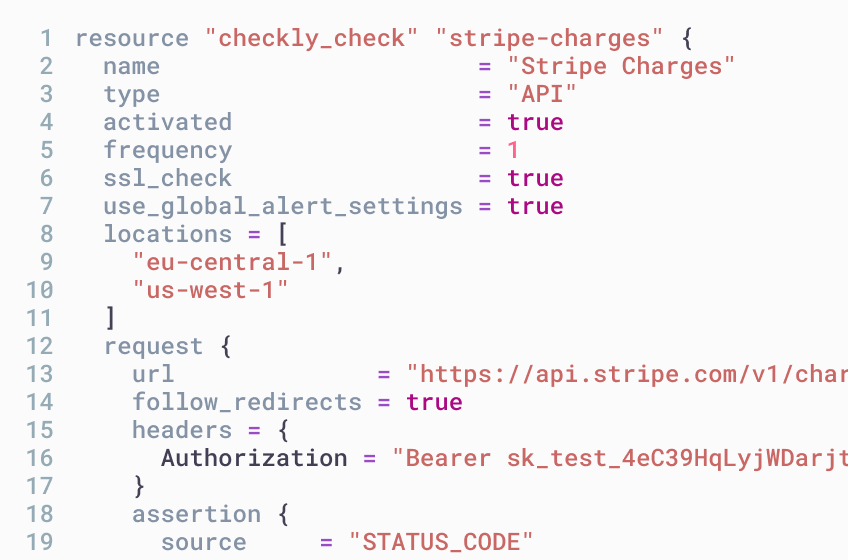 1 resource "checkly_check" "stripe-charges" {
2 name = "Stripe Charges"
3 type = "API"
4 activated = true
5 frequency = 1
6 ssl_check = true
7 use_global_alert_settings = true
8 locations = [
9 "eu-central-1",
10 "us-west-1"
11 ]
12 request {
13 url = "https://api.stripe.com/v1/char
14 follow_redirects = true
15 headers = {
16 Authorization = "Bearer sk_test_4eC39HqLyjWDarjt
17 }
18 assertion {
19 source = "STATUS_CODE"